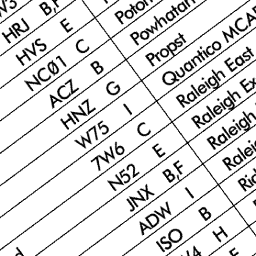 HRJ B,F
HVS E Potom
NC01 C Powhatan
ACZ B Propst
HNZ G Quantico MCAF
W75 I Raleigh East
7W6 C Raleigh Ex
N52 E Raleigh
JNX B,F Raleig
ADW I
ISO B
H